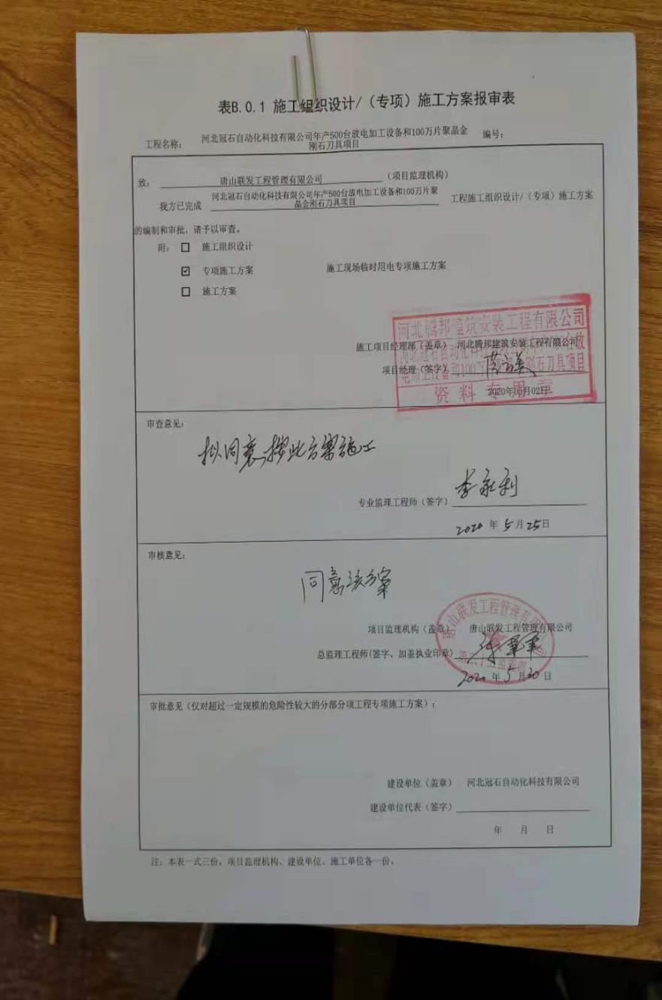 表B.0.1 施工组织设计/（专项）施工方案报审表
工程名称： 河北冠石自动化科技有限公司年产500台放电加工设备和100万片聚晶金刚石刀具项目 编号：
致： 唐山联发工程管理有限公司 （项目监理机构）
我方已完成 河北冠石自动化科技有限公司年产500台放电加工设备和100万片聚晶金刚石刀具项目 工程施工组织设计/（专项）施工方案
的编制和审批，请予以审查。
附： □ 施工组织设计
☑ 专项施工方案 施工现场临时用电专项施工方案
□ 施工方案
河北腾邦建筑安装工程有限公司
施工项目经理部（盖章） 河北腾邦建筑安装工程有限公司
项目经理（签字）
资料专用章
2020年05月02日
审查意见：
拟同意按此方案施工
专业监理工程师（签字） 李永利
2020 年 5 月 25 日
审核意见：
同意该方案
项目监理机构（盖章） 唐山联发工程管理有限公司
总监理工程师(签字、加盖执业印章)
2020 年 5 月 30 日
审批意见（仅对超过一定规模的危险性较大的分部分项工程专项施工方案）：
建设单位（盖章） 河北冠石自动化科技有限公司
建设单位代表（签字）
年 月 日
注：本表一式三份，项目监理机构、建设单位、施工单位各一份。